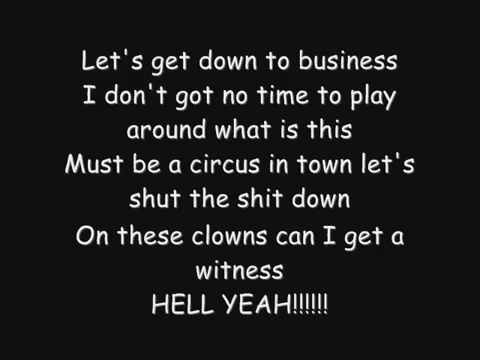 Let's get down to business
I don't got no time to play
around what is this
Must be a circus in town let's
shut the shit down
On these clowns can I get a
witness
HELL YEAH!!!!!!